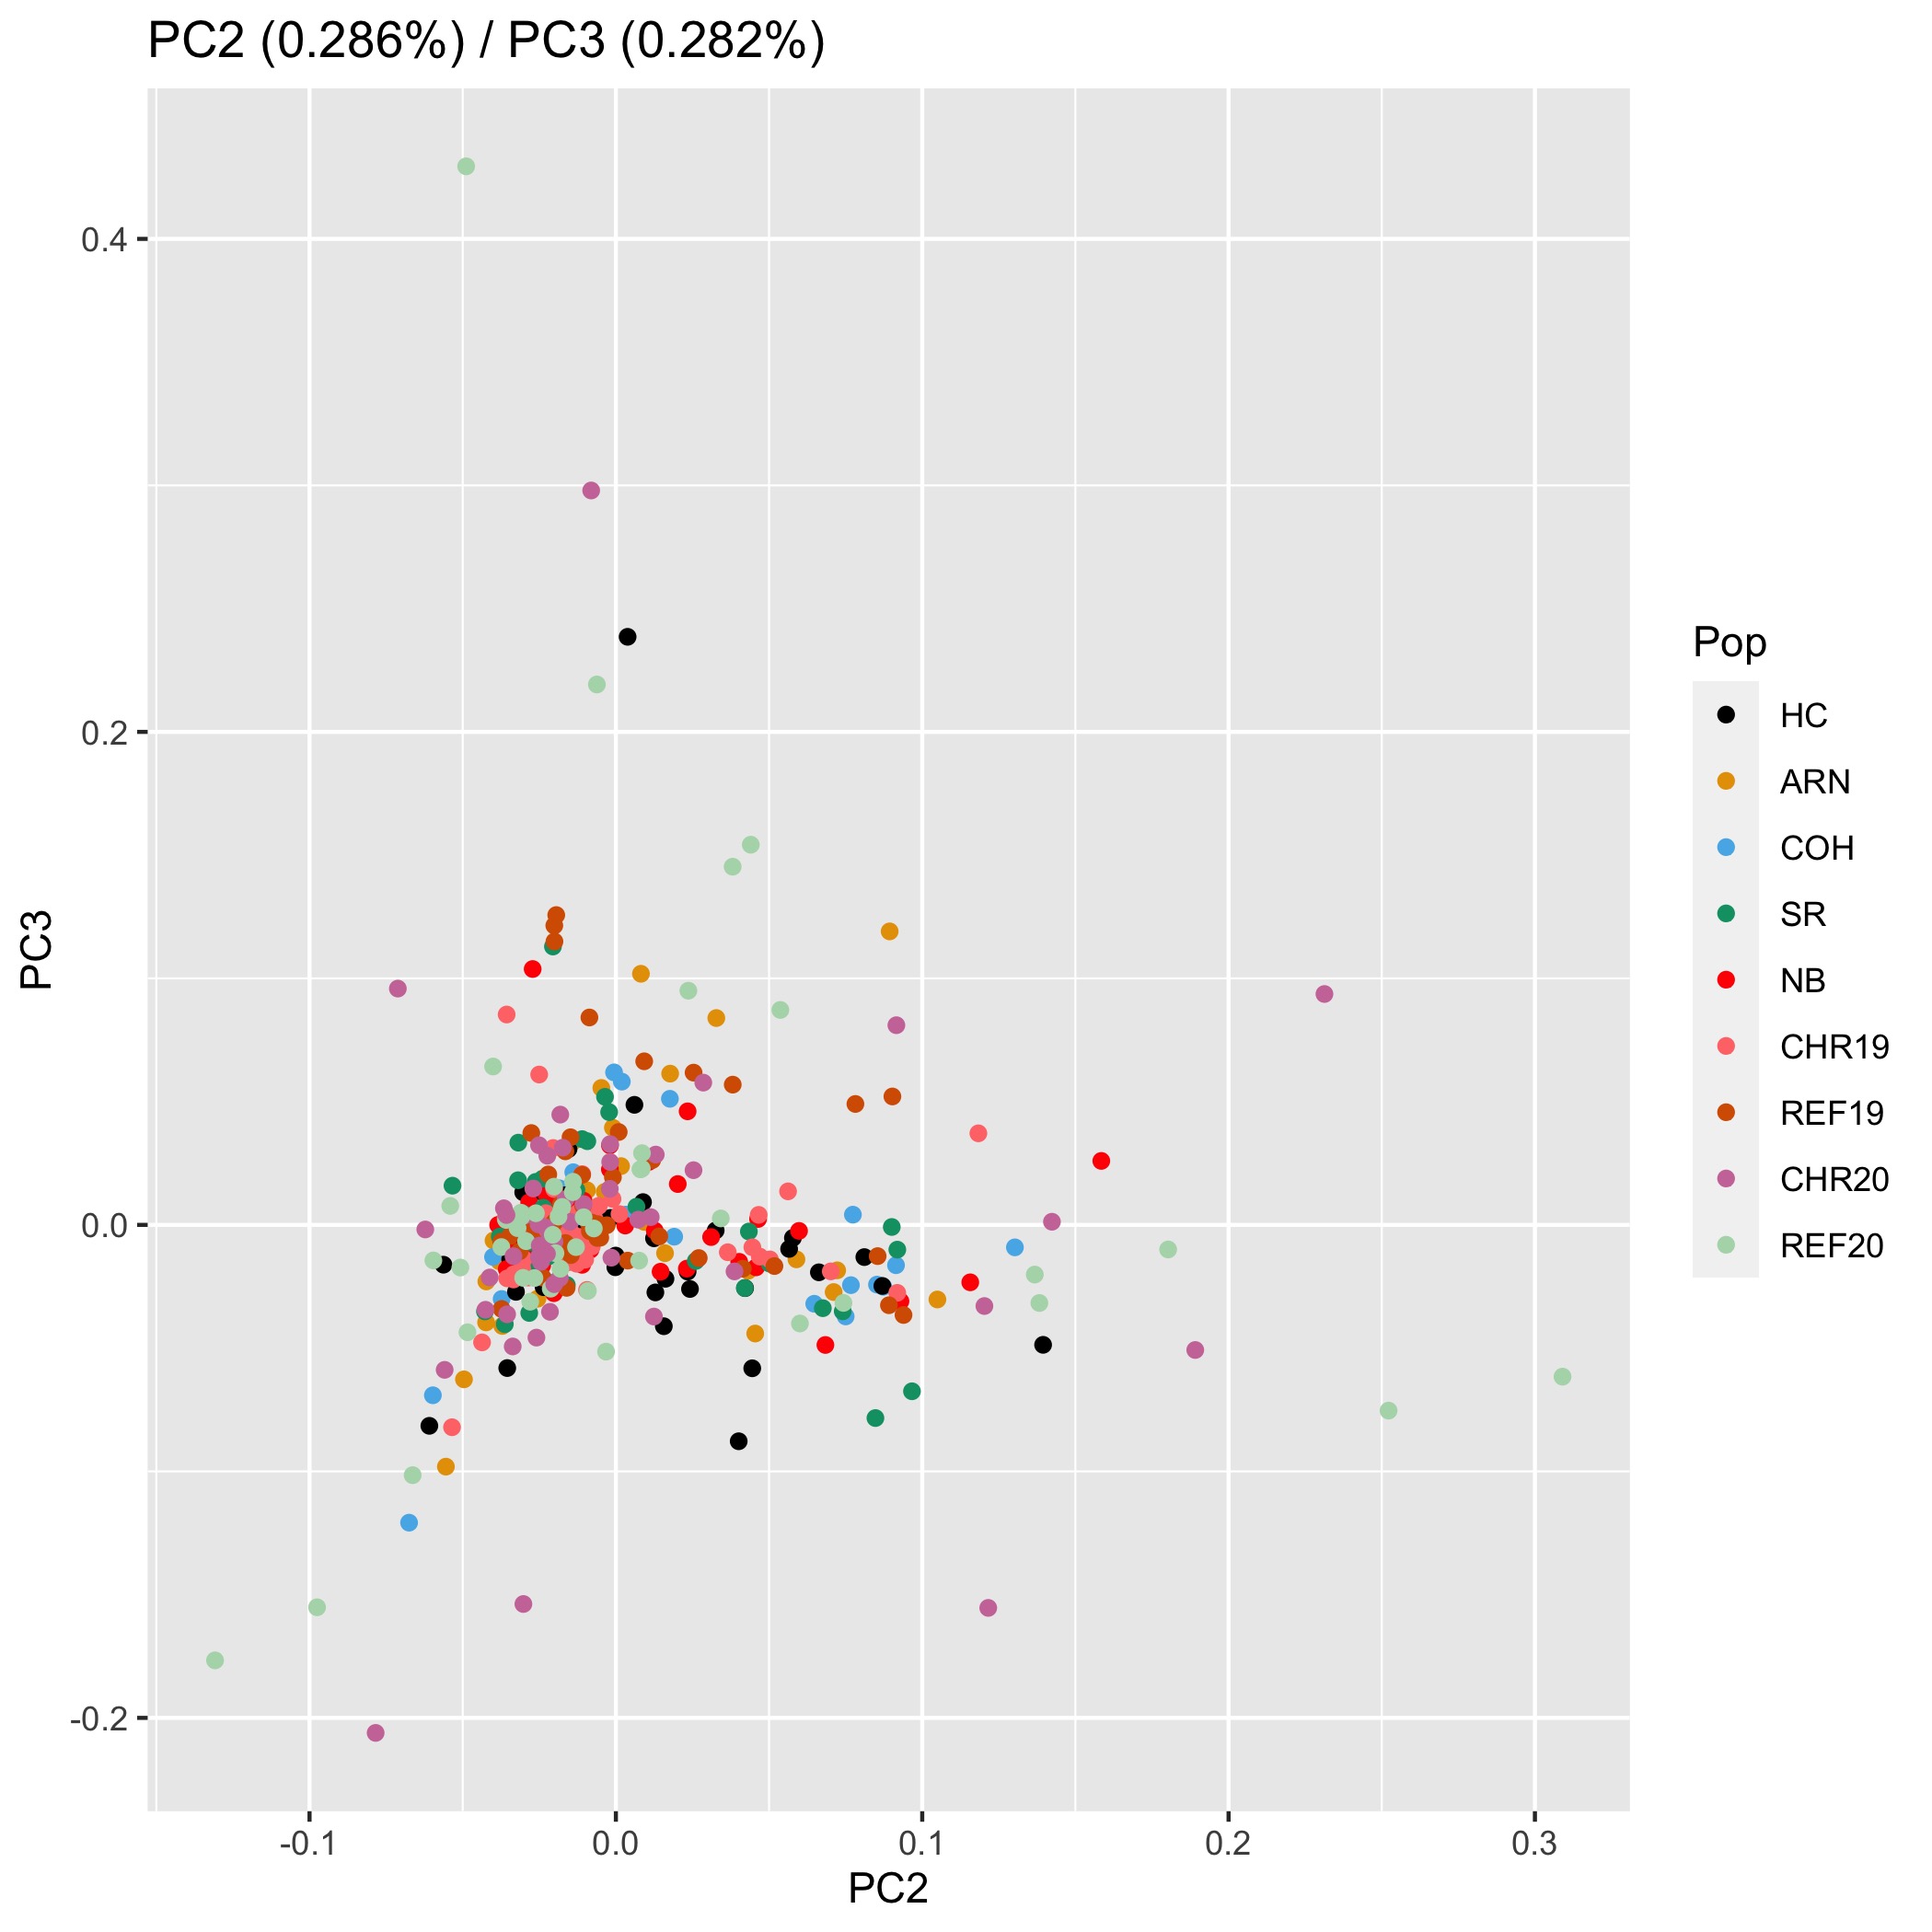 PC2 (0.286%) / PC3 (0.282%)
0.4
0.2
0.0
-0.2
PC3
-0.1
0.0
0.1
0.2
0.3
PC2
Pop
HC
ARN
COH
SR
NB
CHR19
REF19
CHR20
REF20